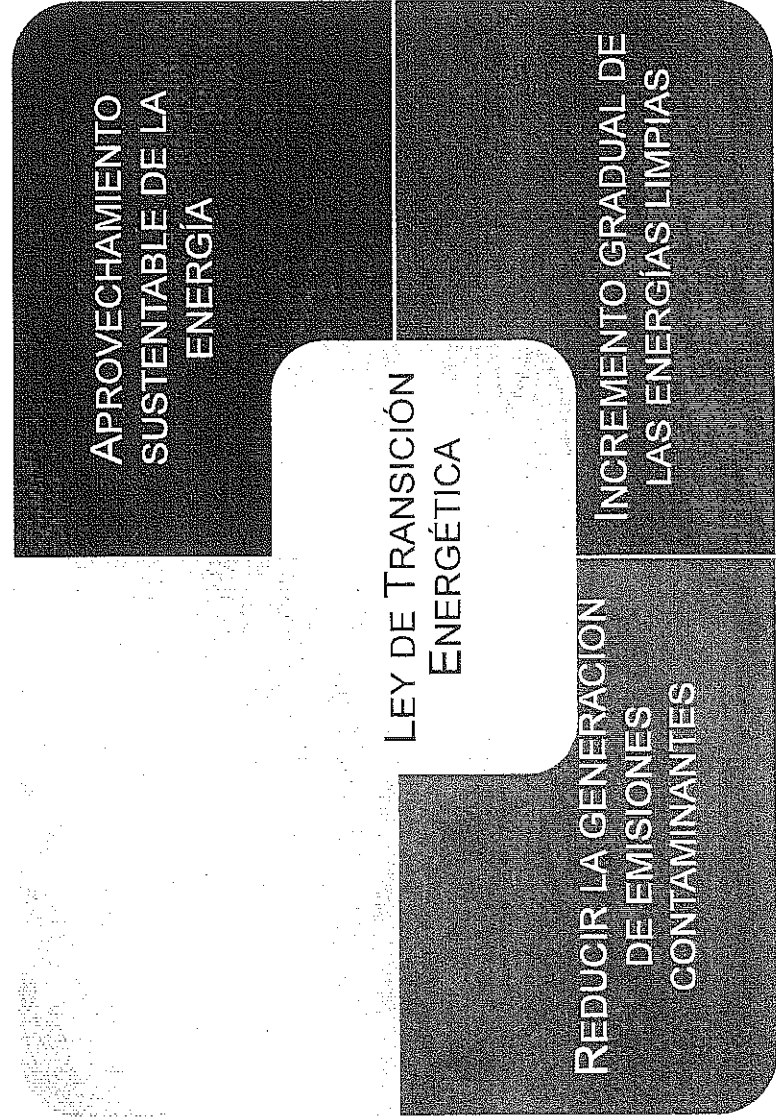 APROVECHAMIENTO
SUSTENTABLE DE LA
ENERGÍA
LEY DE TRANSICIÓN
ENERGÉTICA
REDUCIR LA GENERACION
DE EMISIONES
CONTAMINANTES
INCREMENTO GRADUAL DE
LAS ENERGÍAS LIMPIAS